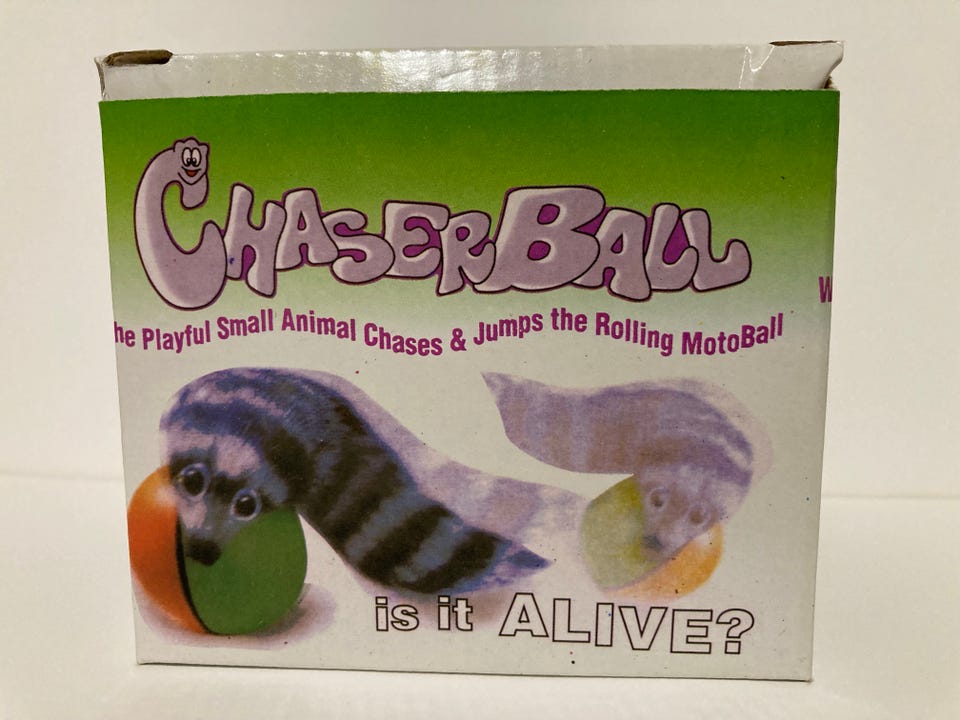 ChaserBall
he Playful Small Animal Chases & Jumps the Rolling MotoBall
W
is it ALIVE?